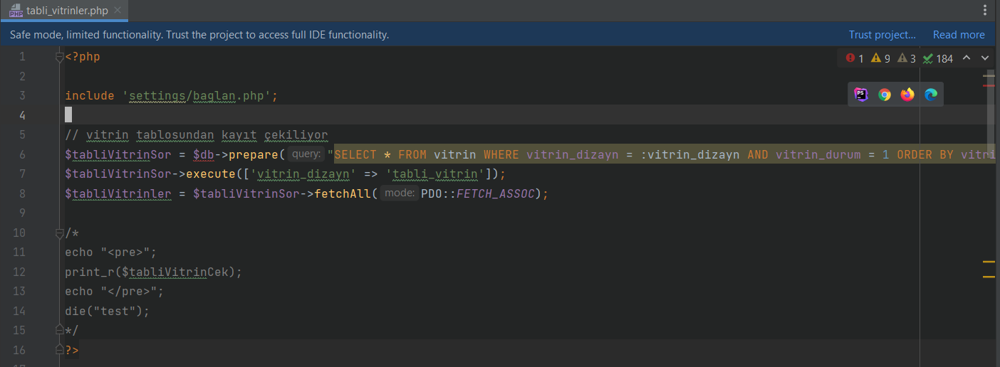 tabli_vitrinler.php
Safe mode, limited functionality. Trust the project to access full IDE functionality. Trust project... Read more
1 <?php 1 9 3 184
2
3 include 'settings/baglan.php';
4
5 // vitrin tablosundan kayıt çekiliyor
6 $tabliVitrinSor = $db->prepare( query: "SELECT * FROM vitrin WHERE vitrin_dizayn = :vitrin_dizayn AND vitrin_durum = 1 ORDER BY vitri
7 $tabliVitrinSor->execute(['vitrin_dizayn' => 'tabli_vitrin']);
8 $tabliVitrinler = $tabliVitrinSor->fetchAll( mode: PDO::FETCH_ASSOC);
9
10 /*
11 echo "<pre>";
12 print_r($tabliVitrinCek);
13 echo "</pre>";
14 die("test");
15 */
16 ?>